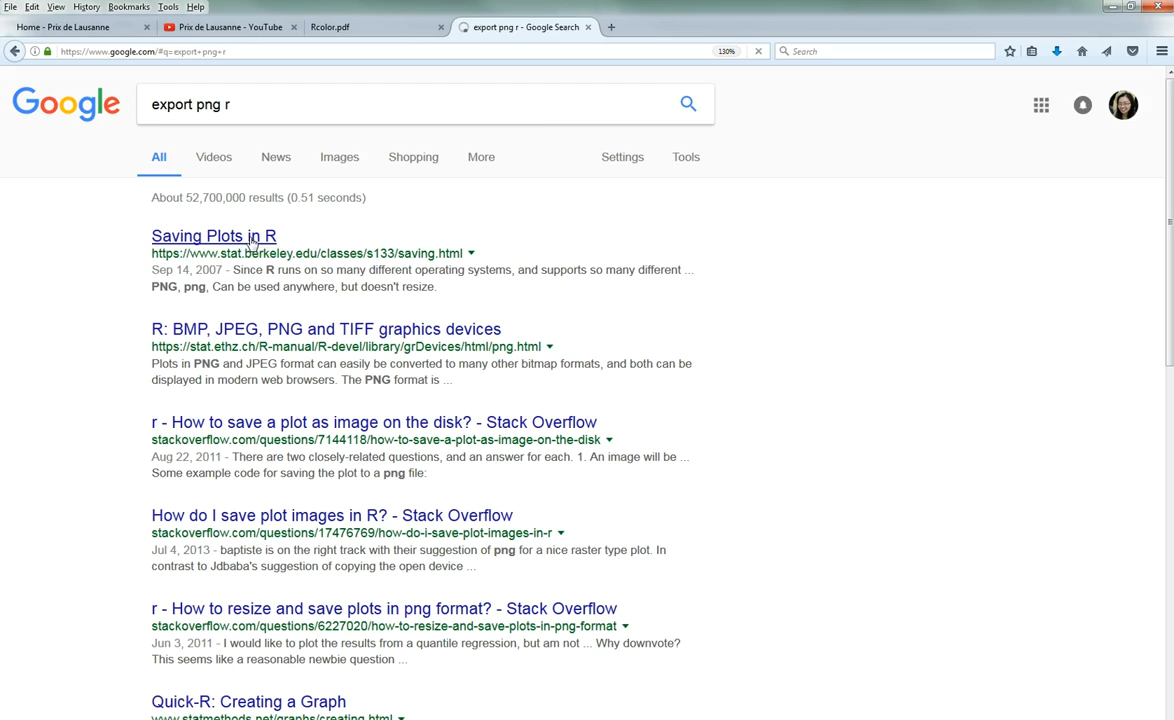 File Edit View History Bookmarks Tools Help
Home - Prix de Lausanne × Prix de Lausanne - YouTube × Rcolor.pdf × export png r - Google Search × +
https://www.google.com/#q=export+png+r 130% Search
Google export png r
All Videos News Images Shopping More Settings Tools
About 52,700,000 results (0.51 seconds)
Saving Plots in R
https://www.stat.berkeley.edu/classes/s133/saving.html
Sep 14, 2007 - Since R runs on so many different operating systems, and supports so many different ...
PNG, png, Can be used anywhere, but doesn't resize.
R: BMP, JPEG, PNG and TIFF graphics devices
https://stat.ethz.ch/R-manual/R-devel/library/grDevices/html/png.html
Plots in PNG and JPEG format can easily be converted to many other bitmap formats, and both can be
displayed in modern web browsers. The PNG format is ...
r - How to save a plot as image on the disk? - Stack Overflow
stackoverflow.com/questions/7144118/how-to-save-a-plot-as-image-on-the-disk
Aug 22, 2011 - There are two closely-related questions, and an answer for each. 1. An image will be ...
Some example code for saving the plot to a png file:
How do I save plot images in R? - Stack Overflow
stackoverflow.com/questions/17476769/how-do-i-save-plot-images-in-r
Jul 4, 2013 - baptiste is on the right track with their suggestion of png for a nice raster type plot. In
contrast to Jdbaba's suggestion of copying the open device ...
r - How to resize and save plots in png format? - Stack Overflow
stackoverflow.com/questions/6227020/how-to-resize-and-save-plots-in-png-format
Jun 3, 2011 - I would like to plot the results from a quantile regression, but am not ... Why downvote?
This seems like a reasonable newbie question ...
Quick-R: Creating a Graph
www.statmethods.net/graphs/creating.html